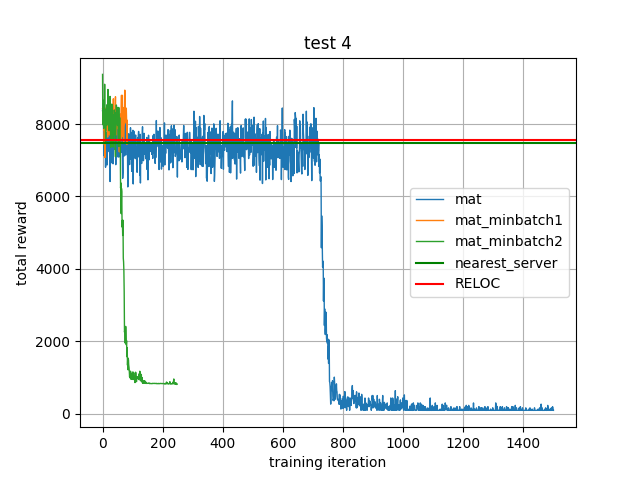 test 4
total reward
8000
6000
4000
2000
0
mat
mat_minbatch1
mat_minbatch2
nearest_server
RELOC
0 200 400 600 800 1000 1200 1400
training iteration